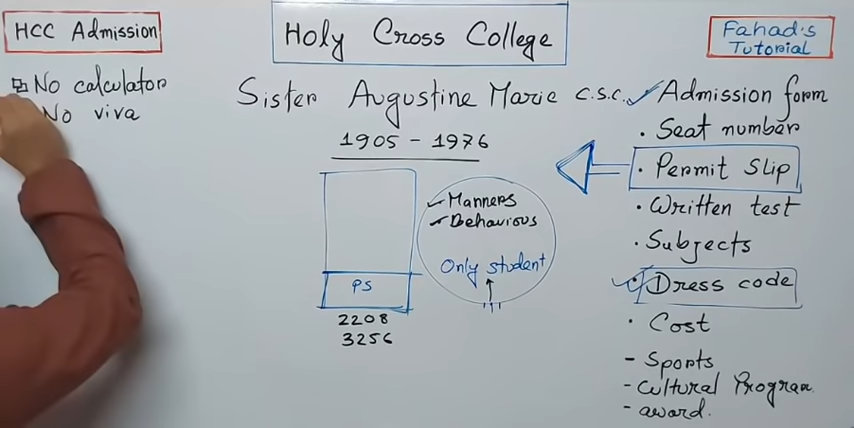 HCC Admission
No calculator
No viva
Holy Cross College
Sister Augustine Marie c.s.c.
1905 - 1976
Manners
Behavious
Only student
PS
2208
3256
Fahad's
Tutorial
Admission form
• Seat number
• Permit Slip
• Written test
• Subjects
• Dress code
• Cost
- Sports
- Cultural Program.
- award.